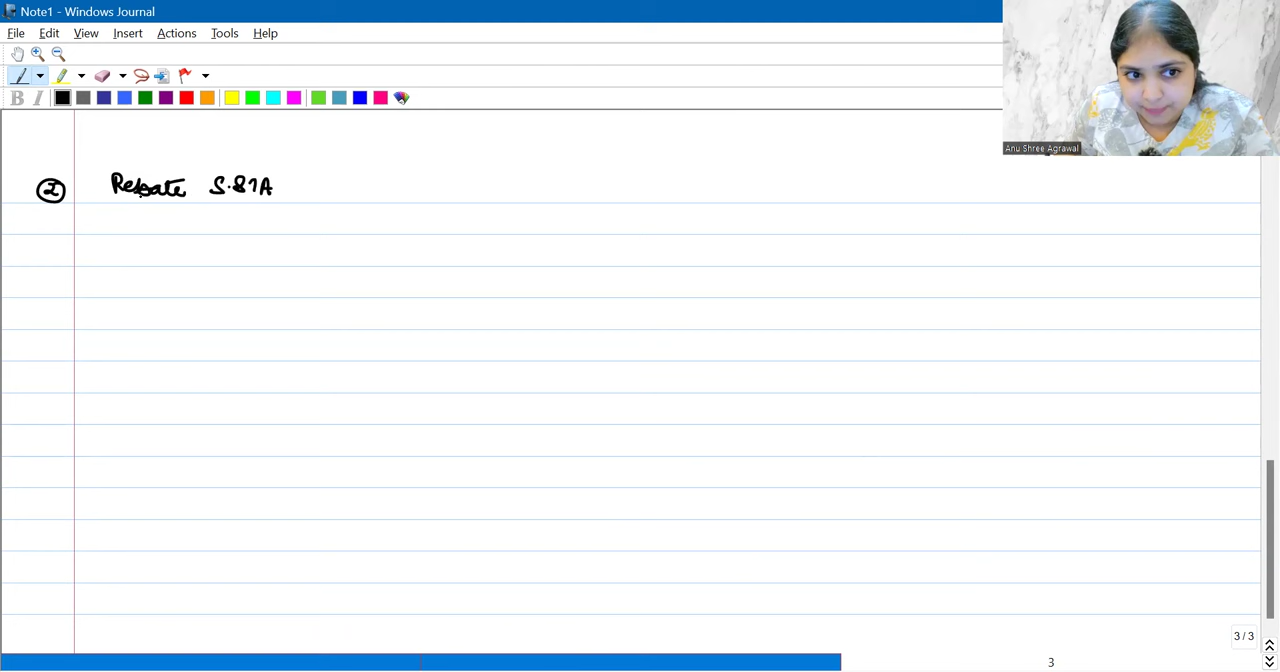 Note1 - Windows Journal
File Edit View Insert Actions Tools Help
B I
Anu Shree Agrawal
② Rebate S.87A
3 / 3
3